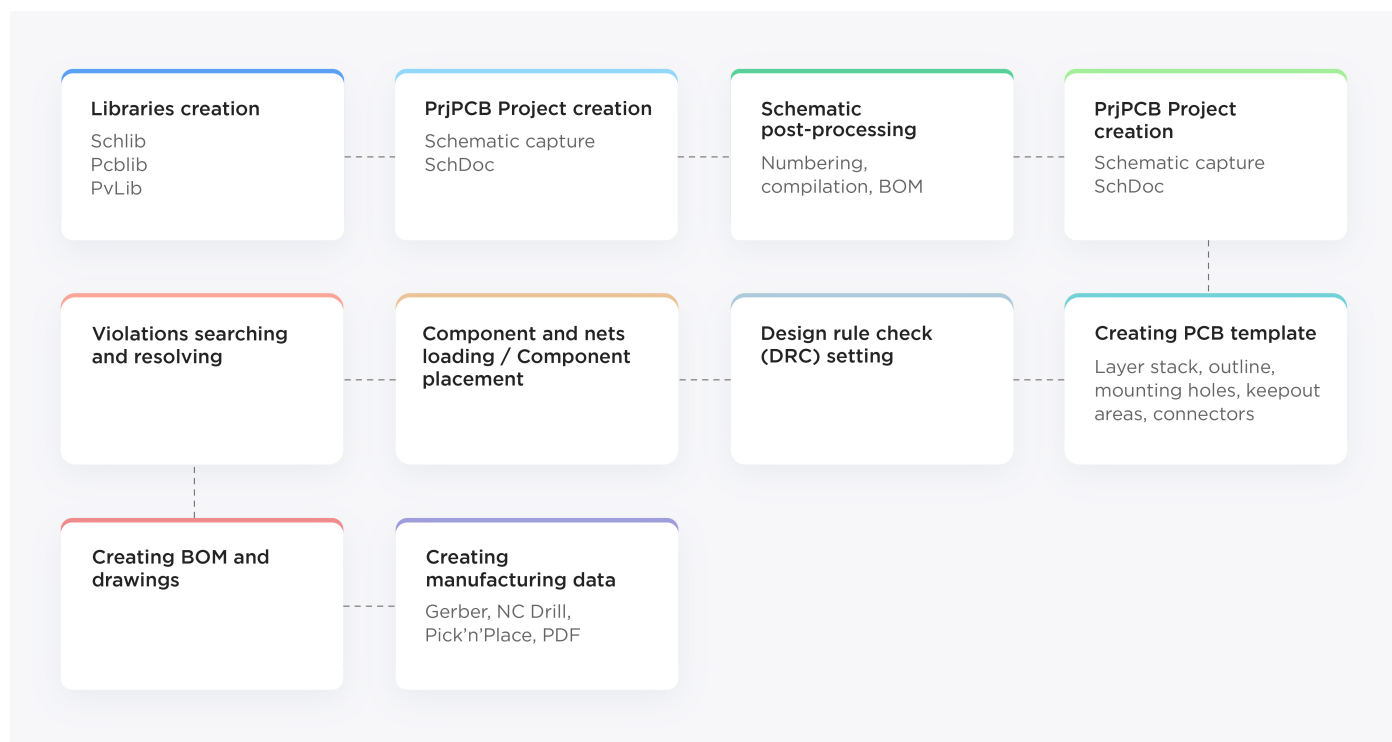 Libraries creation
Schlib
Pcblib
PvLib
PrjPCB Project creation
Schematic capture
SchDoc
Schematic
post-processing
Numbering,
compilation, BOM
PrjPCB Project
creation
Schematic capture
SchDoc
Violations searching
and resolving
Component and nets
loading / Component
placement
Design rule check
(DRC) setting
Creating PCB template
Layer stack, outline,
mounting holes, keepout
areas, connectors
Creating BOM and
drawings
Creating
manufacturing data
Gerber, NC Drill,
Pick’n’Place, PDF